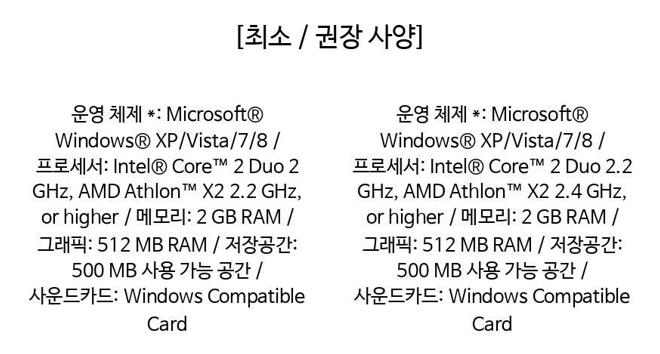 [최소 / 권장 사양]
운영 체제 *: Microsoft®
Windows® XP/Vista/7/8 /
프로세서: Intel® Core™ 2 Duo 2
GHz, AMD Athlon™ X2 2.2 GHz,
or higher / 메모리: 2 GB RAM /
그래픽: 512 MB RAM / 저장공간:
500 MB 사용 가능 공간 /
사운드카드: Windows Compatible
Card
운영 체제 *: Microsoft®
Windows® XP/Vista/7/8 /
프로세서: Intel® Core™ 2 Duo 2.2
GHz, AMD Athlon™ X2 2.4 GHz,
or higher / 메모리: 2 GB RAM /
그래픽: 512 MB RAM / 저장공간:
500 MB 사용 가능 공간 /
사운드카드: Windows Compatible
Card